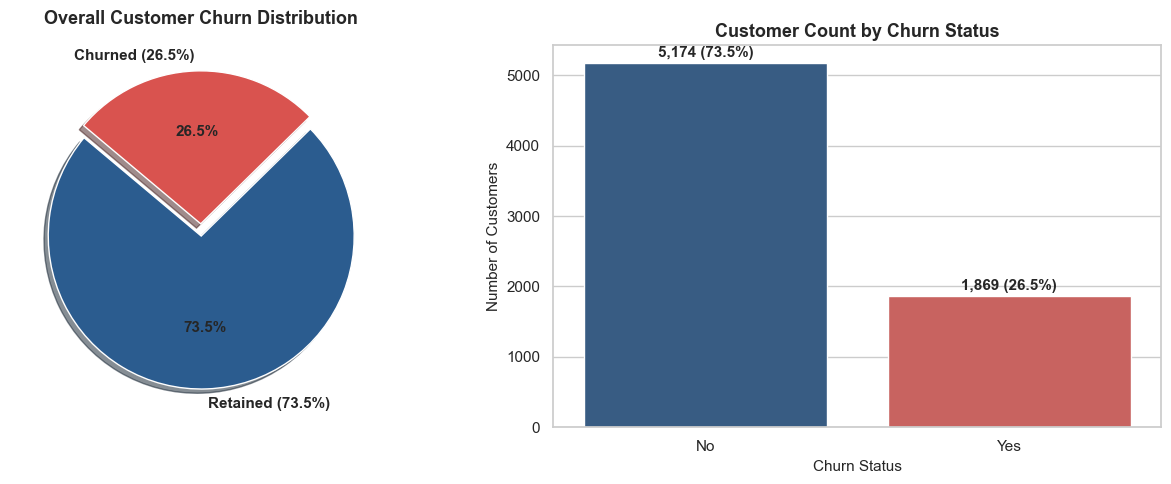 Overall Customer Churn Distribution
Churned (26.5%)
26.5%
73.5%
Retained (73.5%)
Customer Count by Churn Status
5,174 (73.5%)
1,869 (26.5%)
Number of Customers
5000
4000
3000
2000
1000
0
No
Yes
Churn Status